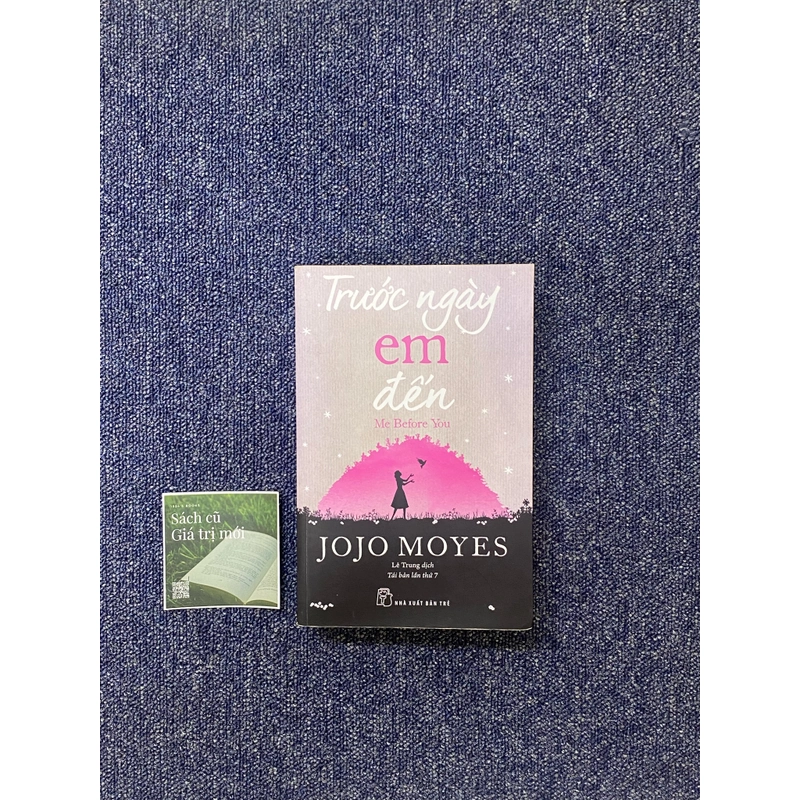 Trước ngày
em
đến
Me Before You
JOJO MOYES
Lê Trung dịch
Tái bản lần thứ 7
NHÀ XUẤT BẢN TRẺ
Sách cũ
Giá trị mới